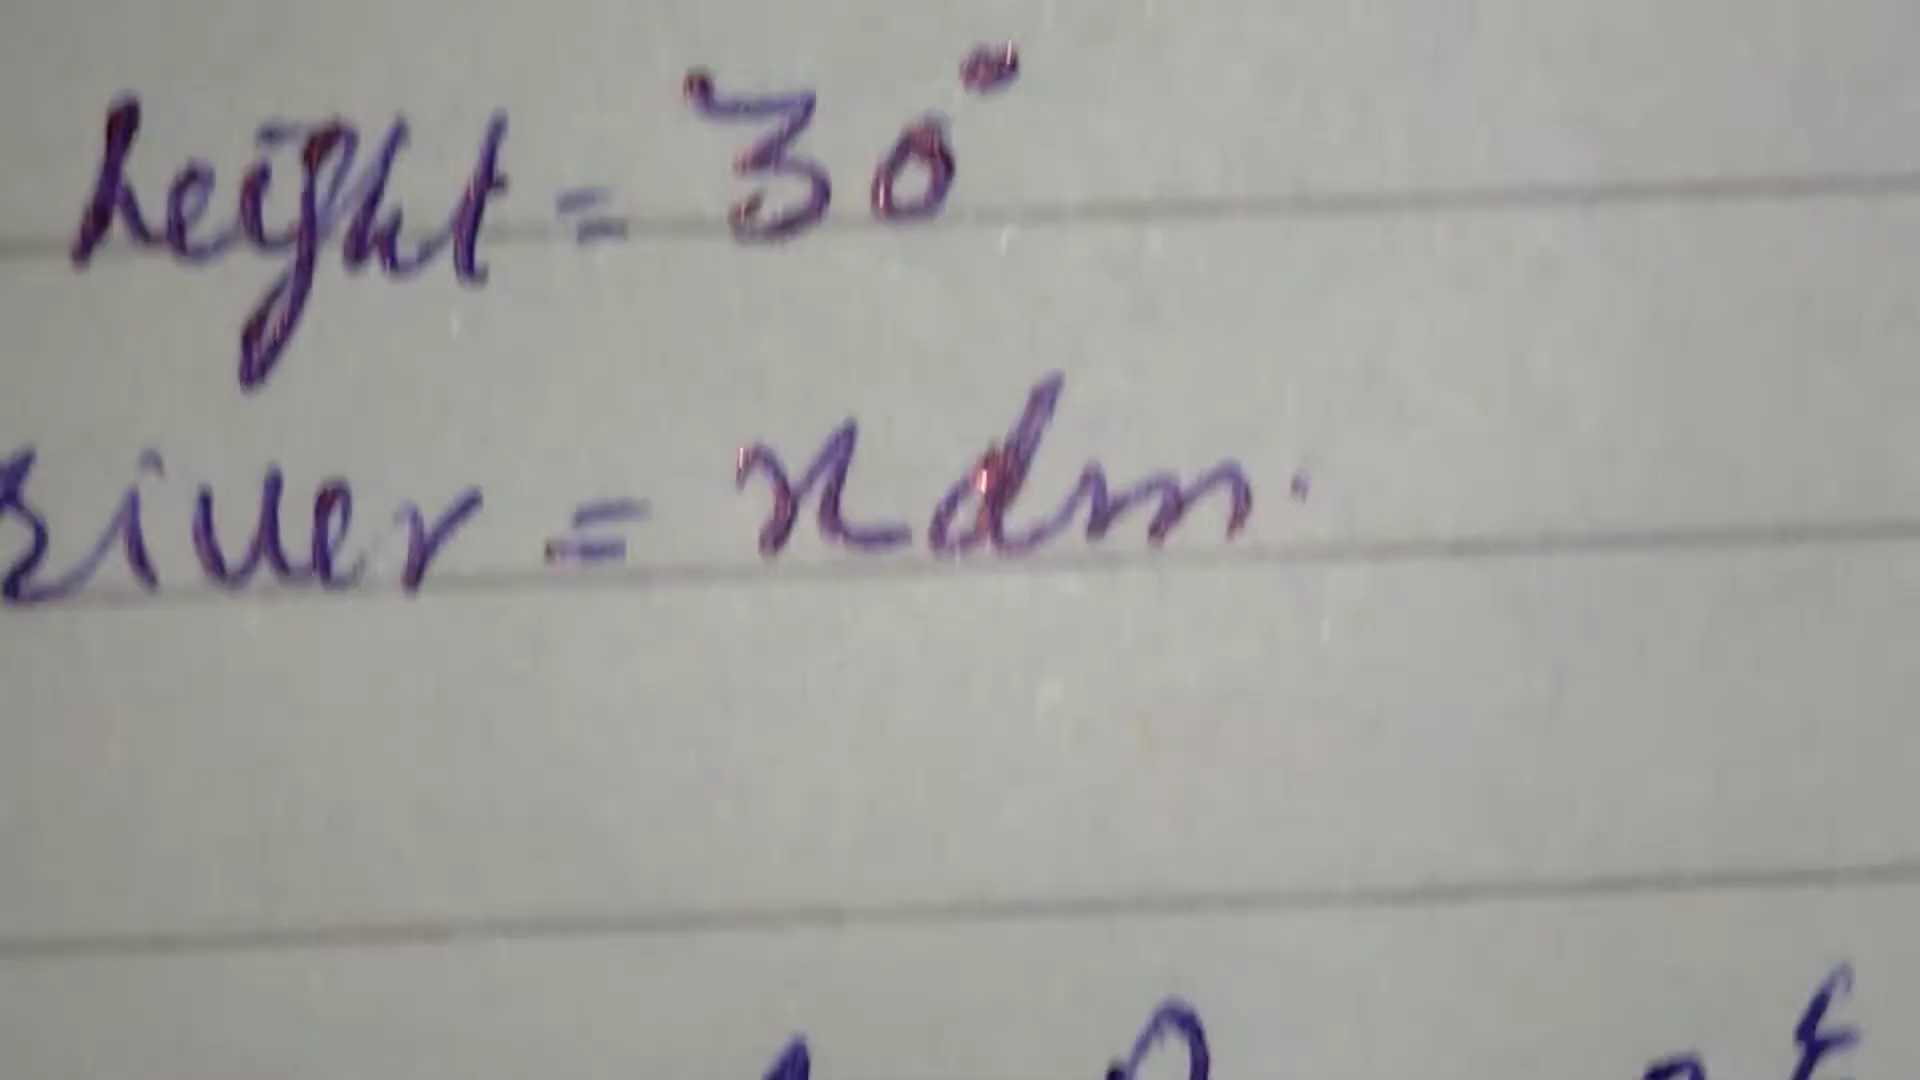 height = 30°
river = x dm.